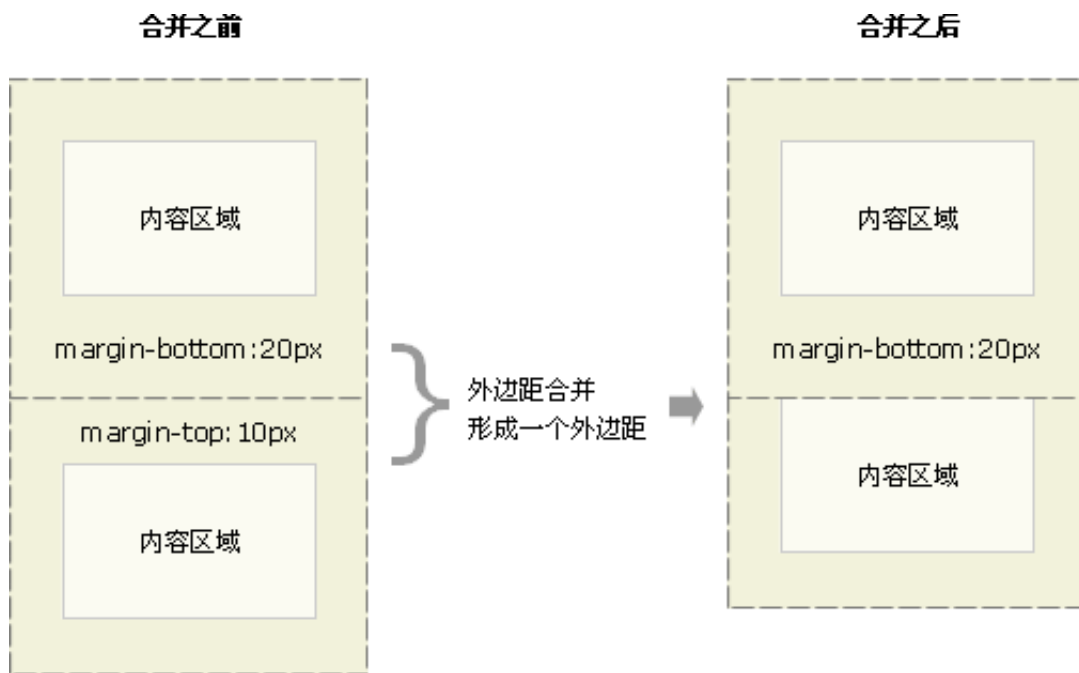 合并之前
合并之后
内容区域
margin-bottom:20px
margin-top:10px
内容区域
外边距合并
形成一个外边距
内容区域
margin-bottom:20px
内容区域